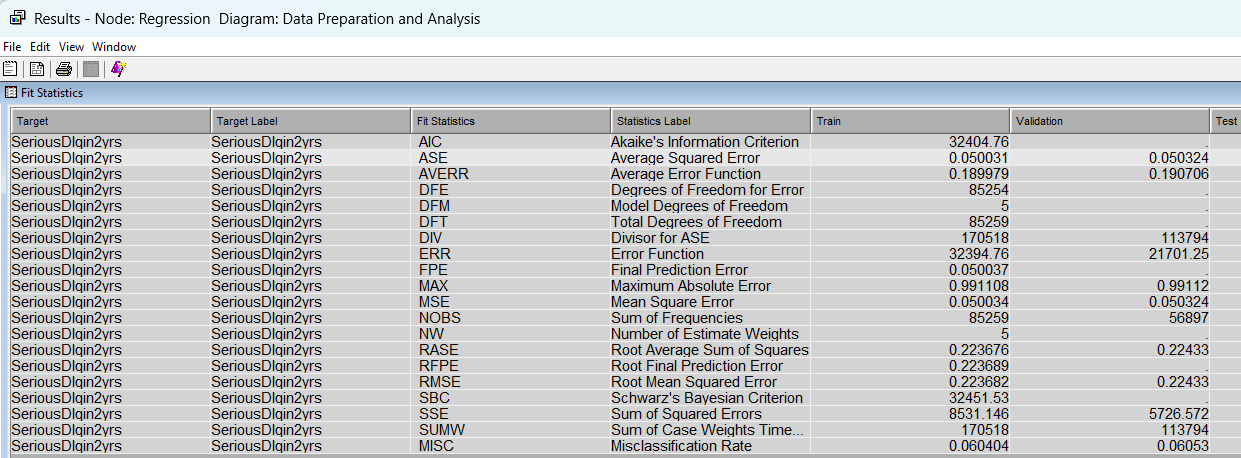 Results - Node: Regression  Diagram: Data Preparation and Analysis
File Edit View Window
Fit Statistics
Target Target Label Fit Statistics Statistics Label Train Validation Test
SeriousDlqin2yrs SeriousDlqin2yrs AIC Akaike's Information Criterion 32404.76 .
SeriousDlqin2yrs SeriousDlqin2yrs ASE Average Squared Error 0.050031 0.050324
SeriousDlqin2yrs SeriousDlqin2yrs AVERR Average Error Function 0.189979 0.190706
SeriousDlqin2yrs SeriousDlqin2yrs DFE Degrees of Freedom for Error 85254 .
SeriousDlqin2yrs SeriousDlqin2yrs DFM Model Degrees of Freedom 5 .
SeriousDlqin2yrs SeriousDlqin2yrs DFT Total Degrees of Freedom 85259 .
SeriousDlqin2yrs SeriousDlqin2yrs DIV Divisor for ASE 170518 113794
SeriousDlqin2yrs SeriousDlqin2yrs ERR Error Function 32394.76 21701.25
SeriousDlqin2yrs SeriousDlqin2yrs FPE Final Prediction Error 0.050037 .
SeriousDlqin2yrs SeriousDlqin2yrs MAX Maximum Absolute Error 0.991108 0.99112
SeriousDlqin2yrs SeriousDlqin2yrs MSE Mean Square Error 0.050034 0.050324
SeriousDlqin2yrs SeriousDlqin2yrs NOBS Sum of Frequencies 85259 56897
SeriousDlqin2yrs SeriousDlqin2yrs NW Number of Estimate Weights 5 .
SeriousDlqin2yrs SeriousDlqin2yrs RASE Root Average Sum of Squares 0.223676 0.22433
SeriousDlqin2yrs SeriousDlqin2yrs RFPE Root Final Prediction Error 0.223689 .
SeriousDlqin2yrs SeriousDlqin2yrs RMSE Root Mean Squared Error 0.223682 0.22433
SeriousDlqin2yrs SeriousDlqin2yrs SBC Schwarz's Bayesian Criterion 32451.53 .
SeriousDlqin2yrs SeriousDlqin2yrs SSE Sum of Squared Errors 8531.146 5726.572
SeriousDlqin2yrs SeriousDlqin2yrs SUMW Sum of Case Weights Time... 170518 113794
SeriousDlqin2yrs SeriousDlqin2yrs MISC Misclassification Rate 0.060404 0.06053